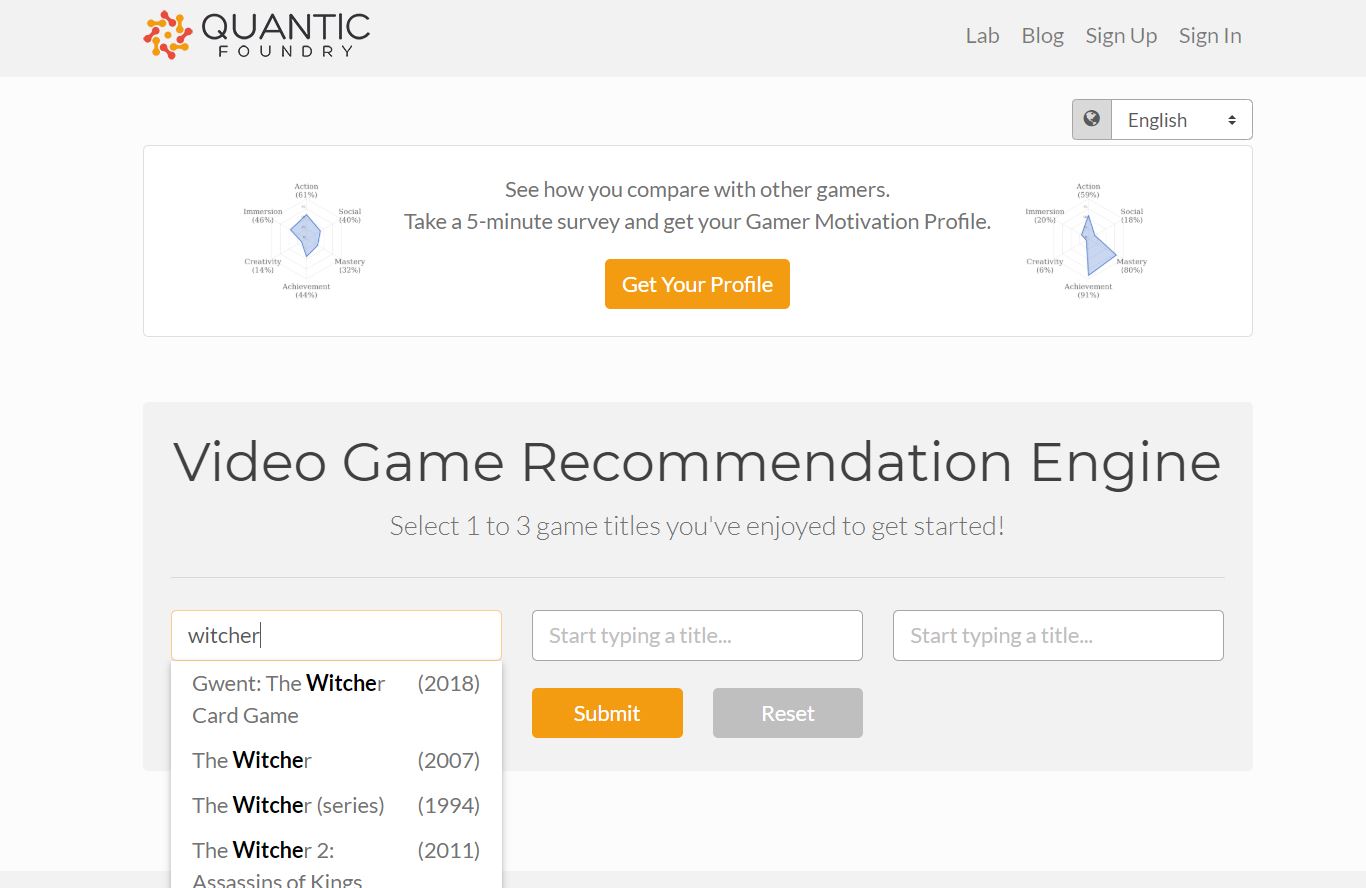 QUANTIC
FOUNDRY
Lab Blog Sign Up Sign In
English
See how you compare with other gamers.
Take a 5-minute survey and get your Gamer Motivation Profile.
Get Your Profile
Action
(61%)
Immersion
(46%)
Social
(40%)
Creativity
(14%)
Mastery
(32%)
Achievement
(44%)
Action
(59%)
Immersion
(20%)
Social
(18%)
Creativity
(6%)
Mastery
(80%)
Achievement
(91%)
Video Game Recommendation Engine
Select 1 to 3 game titles you've enjoyed to get started!
witcher
Start typing a title...
Start typing a title...
Gwent: The Witcher (2018)
Card Game
The Witcher (2007)
The Witcher (series) (1994)
The Witcher 2: (2011)
Assassins of Kings
Submit
Reset